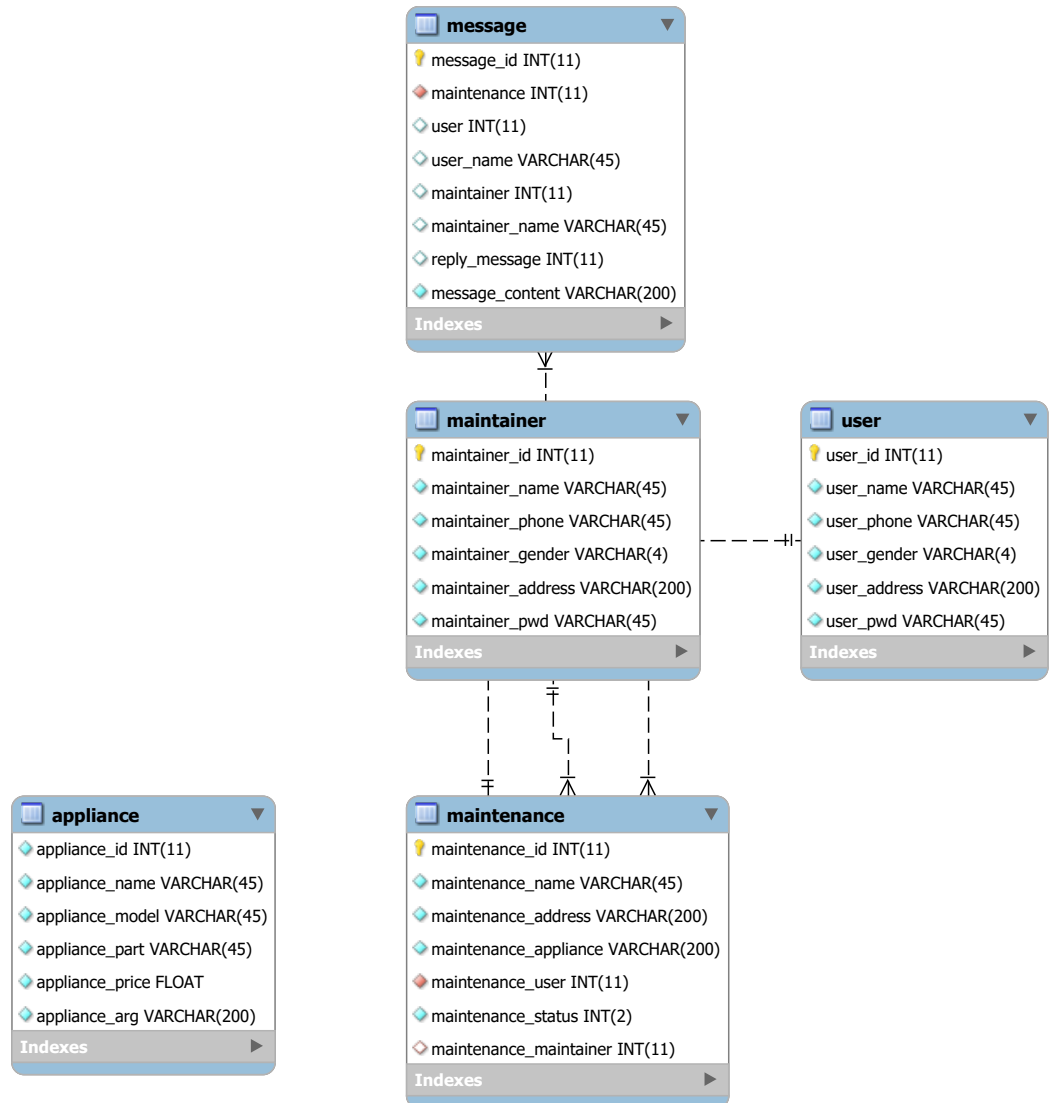 message
message_id INT(11)
maintenance INT(11)
user INT(11)
user_name VARCHAR(45)
maintainer INT(11)
maintainer_name VARCHAR(45)
reply_message INT(11)
message_content VARCHAR(200)
Indexes
maintainer
maintainer_id INT(11)
maintainer_name VARCHAR(45)
maintainer_phone VARCHAR(45)
maintainer_gender VARCHAR(4)
maintainer_address VARCHAR(200)
maintainer_pwd VARCHAR(45)
Indexes
user
user_id INT(11)
user_name VARCHAR(45)
user_phone VARCHAR(45)
user_gender VARCHAR(4)
user_address VARCHAR(200)
user_pwd VARCHAR(45)
Indexes
appliance
appliance_id INT(11)
appliance_name VARCHAR(45)
appliance_model VARCHAR(45)
appliance_part VARCHAR(45)
appliance_price FLOAT
appliance_arg VARCHAR(200)
Indexes
maintenance
maintenance_id INT(11)
maintenance_name VARCHAR(45)
maintenance_address VARCHAR(200)
maintenance_appliance VARCHAR(200)
maintenance_user INT(11)
maintenance_status INT(2)
maintenance_maintainer INT(11)
Indexes